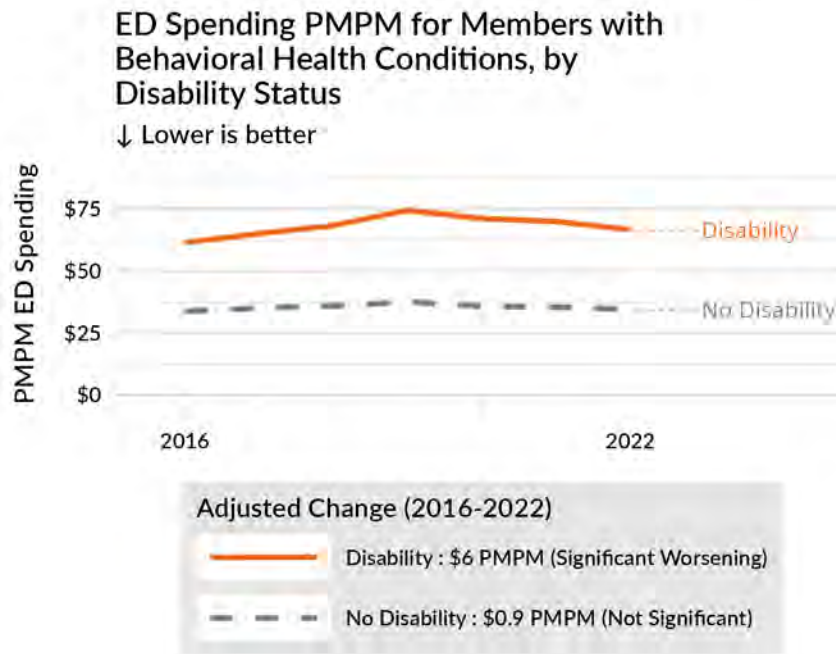 ED Spending PMPM for Members with
Behavioral Health Conditions, by
Disability Status
↓ Lower is better
PMPM ED Spending
$75
$50
$25
$0
Disability
No Disability
2016
2022
Adjusted Change (2016-2022)
Disability : $6 PMPM (Significant Worsening)
No Disability : $0.9 PMPM (Not Significant)